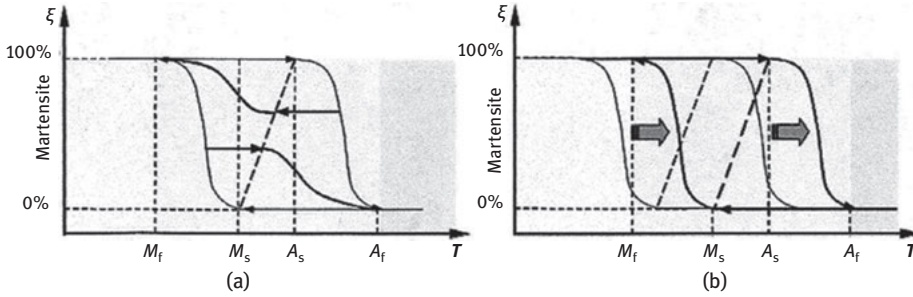 ξ
100%
Martensite
0%
M_f M_s A_s A_f T
(a)
ξ
100%
Martensite
0%
M_f M_s A_s A_f T
(b)